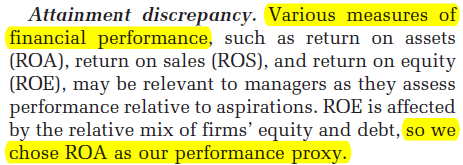 Attainment discrepancy. Various measures of
financial performance, such as return on assets
(ROA), return on sales (ROS), and return on equity
(ROE), may be relevant to managers as they assess
performance relative to aspirations. ROE is affected
by the relative mix of firms' equity and debt, so we
chose ROA as our performance proxy.